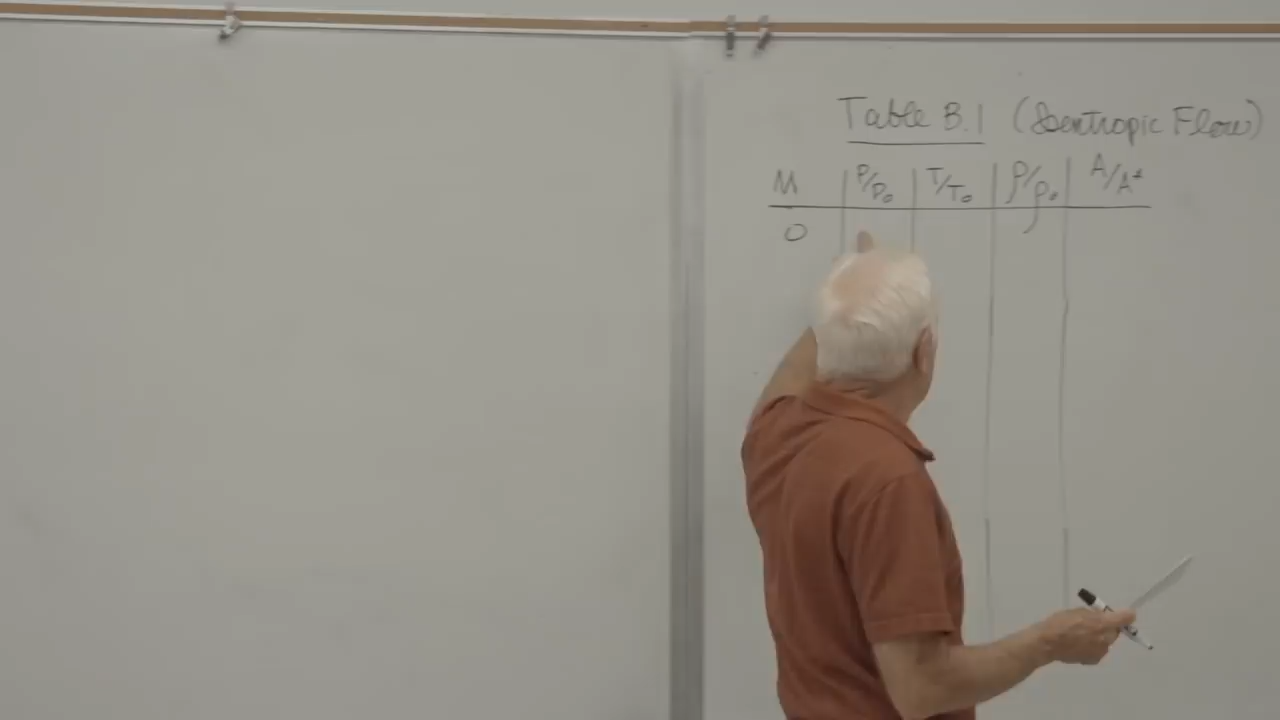 Table B.1 (Isentropic Flow)
M P/P₀ T/T₀ ρ/ρ₀ A/A*
0